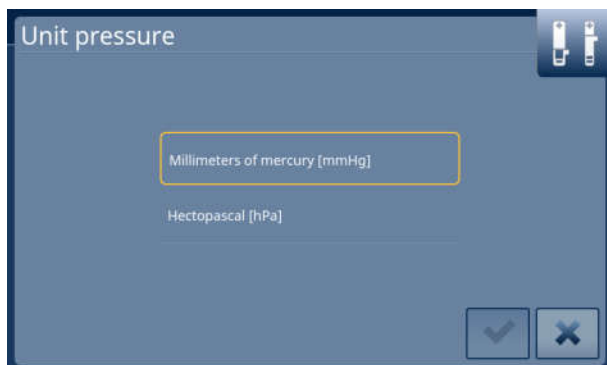 Unit pressure
Millimeters of mercury [mmHg]
Hectopascal [hPa]